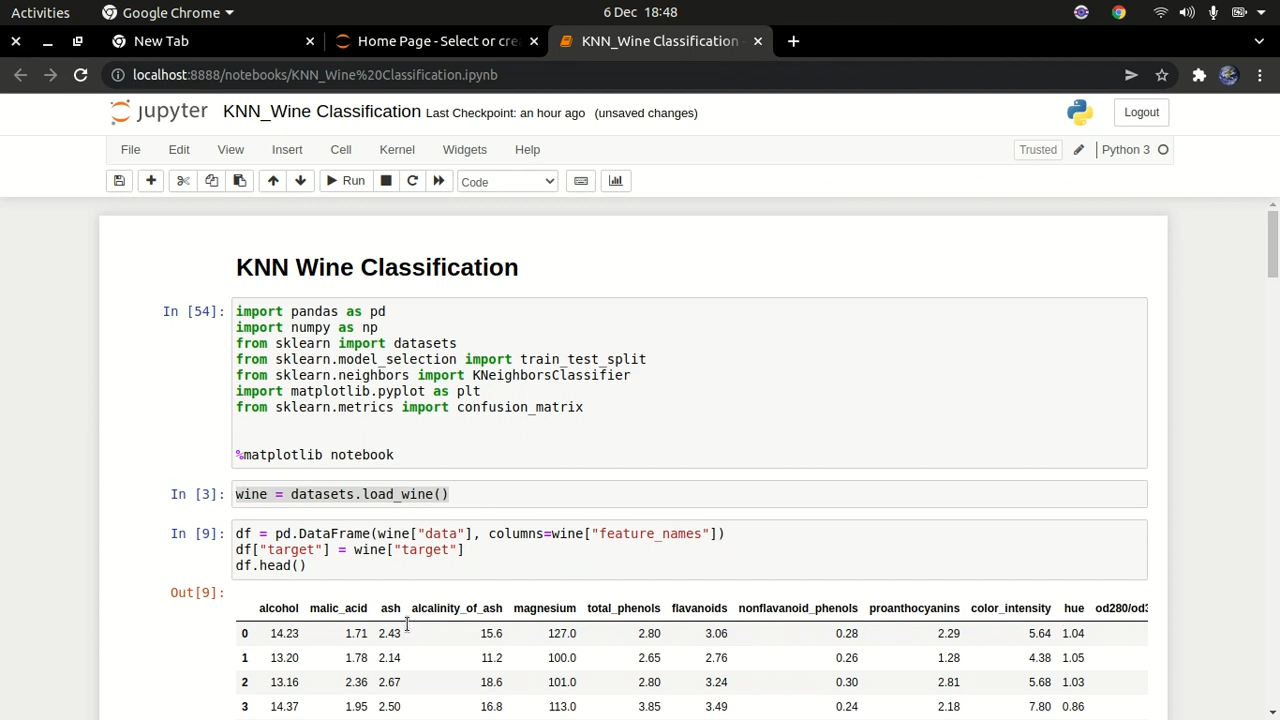 Activities Google Chrome 6 Dec 18:48
New Tab Home Page - Select or cre KNN_Wine Classification
localhost:8888/notebooks/KNN_Wine%20Classification.ipynb
jupyter KNN_Wine Classification Last Checkpoint: an hour ago (unsaved changes) Logout
File Edit View Insert Cell Kernel Widgets Help Trusted Python 3
Run Code
KNN Wine Classification
In [54]: import pandas as pd
import numpy as np
from sklearn import datasets
from sklearn.model_selection import train_test_split
from sklearn.neighbors import KNeighborsClassifier
import matplotlib.pyplot as plt
from sklearn.metrics import confusion_matrix
%matplotlib notebook
In [3]: wine = datasets.load_wine()
In [9]: df = pd.DataFrame(wine["data"], columns=wine["feature_names"])
df["target"] = wine["target"]
df.head()
Out[9]:
alcohol malic_acid ash alcalinity_of_ash magnesium total_phenols flavanoids nonflavanoid_phenols proanthocyanins color_intensity hue od280/od3
0 14.23 1.71 2.43 15.6 127.0 2.80 3.06 0.28 2.29 5.64 1.04
1 13.20 1.78 2.14 11.2 100.0 2.65 2.76 0.26 1.28 4.38 1.05
2 13.16 2.36 2.67 18.6 101.0 2.80 3.24 0.30 2.81 5.68 1.03
3 14.37 1.95 2.50 16.8 113.0 3.85 3.49 0.24 2.18 7.80 0.86